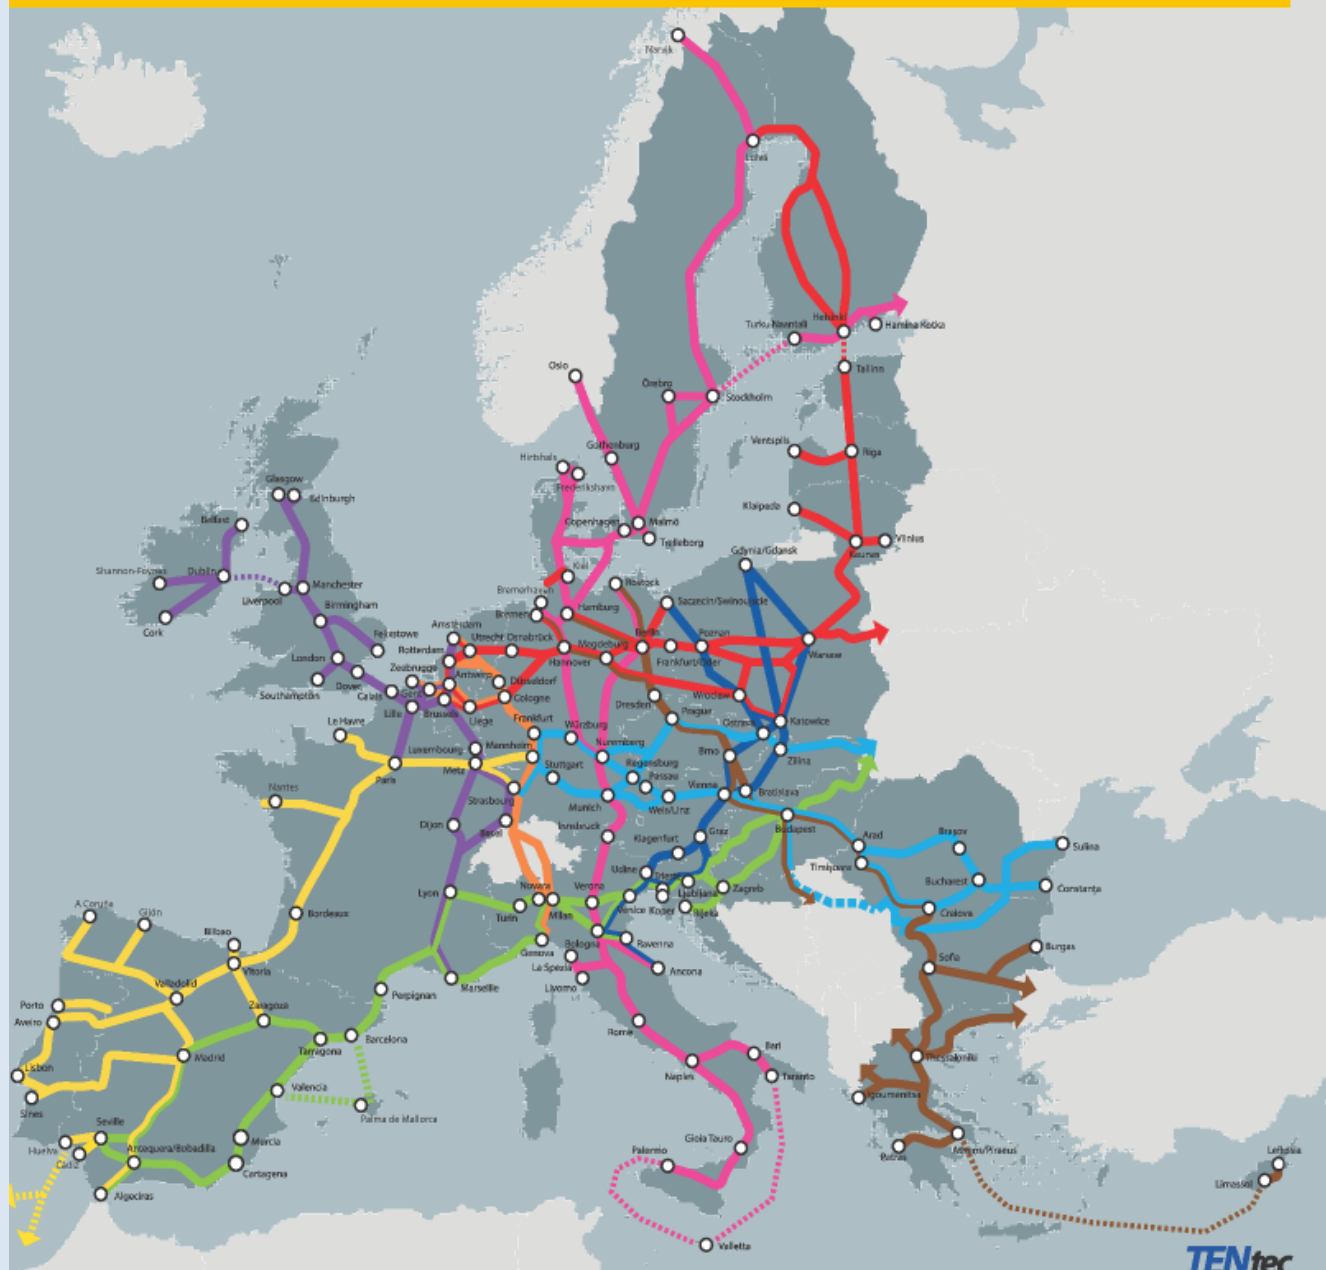 Narvik
Luleå
Turku-Naantali
Helsinki
Hamina Kotka
Tallinn
Oslo
Örebro
Stockholm
Ventspils
Riga
Gothenburg
Hirtshals
Frederikshavn
Glasgow
Edinburgh
Klaipeda
Belfast
Copenhagen
Malmö
Trelleborg
Kaunas
Vilnius
Gdynia/Gdansk
Shannon-Foynes
Dublin
Liverpool
Manchester
Kiel
Rostock
Bremerhaven
Bremen
Hamburg
Szczecin/Swinoujscie
Cork
Birmingham
Felixstowe
Amsterdam
Rotterdam
Utrecht
Osnabrück
Hannover
Magdeburg
Berlin
Frankfurt/Oder
Poznan
Warsaw
London
Southampton
Dover
Calais
Zeebrugge
Gent
Antwerp
Düsseldorf
Cologne
Lille
Brussels
Liege
Dresden
Wroclaw
Le Havre
Frankfurt
Würzburg
Prague
Ostrava
Katowice
Luxembourg
Mannheim
Nuremberg
Brno
Zilina
Paris
Metz
Stuttgart
Regensburg
Passau
Nantes
Strasbourg
Munich
Wels/Linz
Vienna
Bratislava
Dijon
Basel
Innsbruck
Klagenfurt
Graz
Budapest
Arad
Brașov
Sulina
Udine
Timișoara
Lyon
Novara
Verona
Ljubljana
Zagreb
Bucharest
Constanța
A Coruña
Gijón
Bordeaux
Turin
Milan
Venice
Koper
Rijeka
Craiova
Bilbao
Genova
Bologna
Ravenna
Burgas
Vitoria
La Spezia
Livorno
Ancona
Sofia
Valladolid
Perpignan
Marseille
Porto
Aveiro
Zaragoza
Rome
Tarragona
Barcelona
Bari
Madrid
Naples
Taranto
Thessaloniki
Lisbon
Valencia
Palma de Mallorca
Igoumenitsa
Sines
Seville
Huelva
Cadiz
Antequera/Bobadilla
Murcia
Cartagena
Gioia Tauro
Palermo
Patras
Athens/Piraeus
Lefkosia
Limassol
Algeciras
Valletta
TENtec